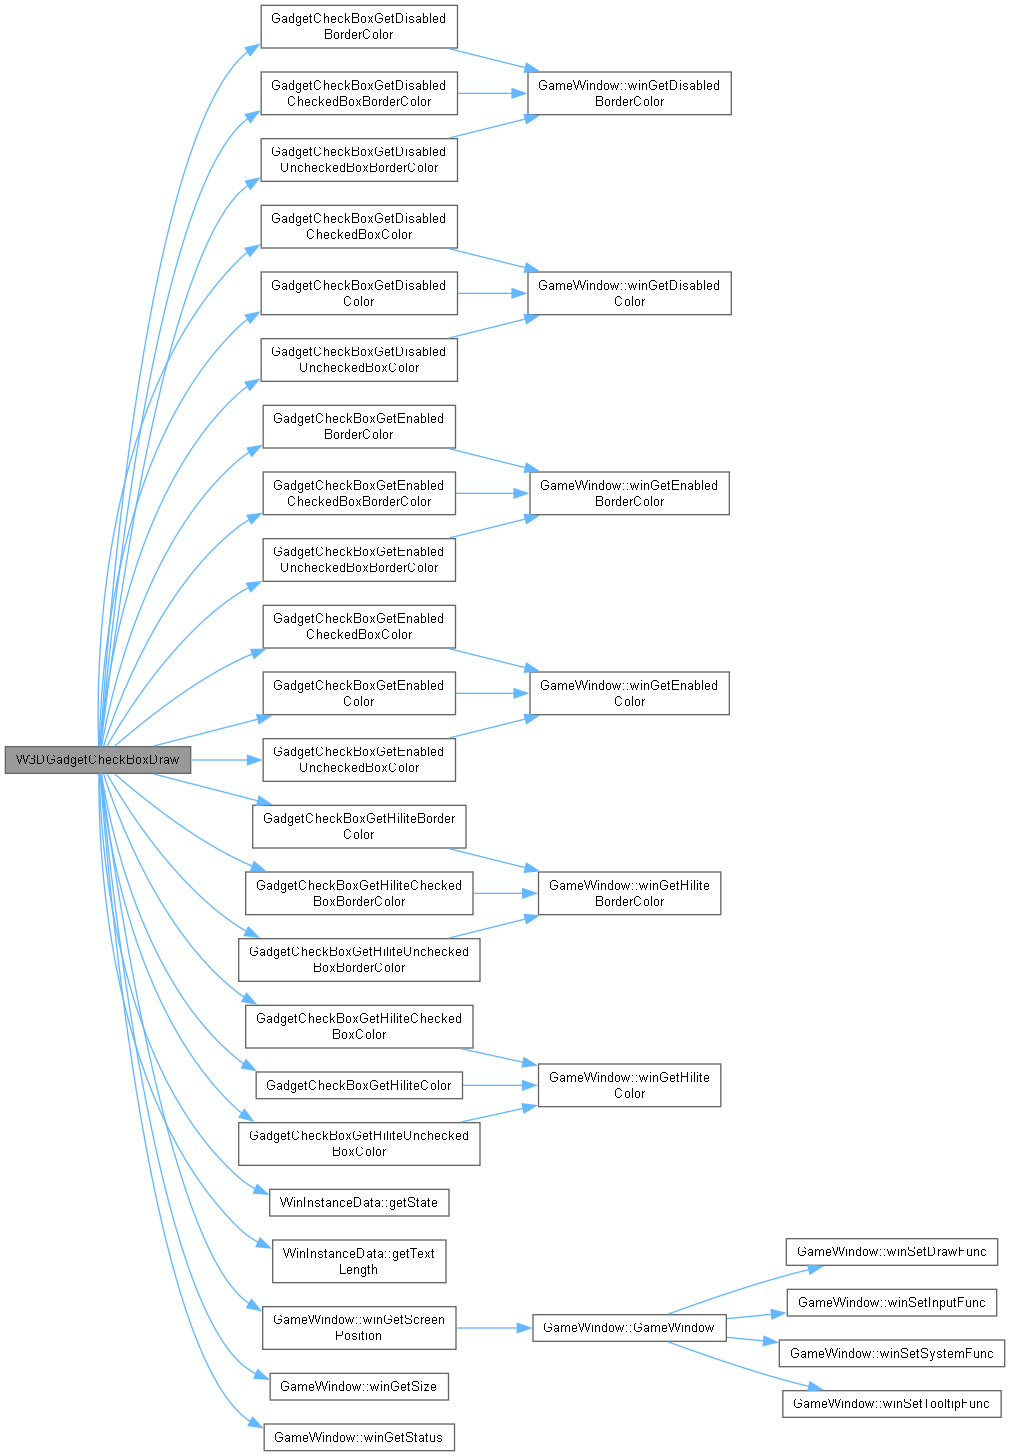 GadgetCheckBoxGetDisabled
BorderColor
GadgetCheckBoxGetDisabled
CheckedBoxBorderColor
GameWindow::winGetDisabled
BorderColor
GadgetCheckBoxGetDisabled
UncheckedBoxBorderColor
GadgetCheckBoxGetDisabled
CheckedBoxColor
GadgetCheckBoxGetDisabled
Color
GameWindow::winGetDisabled
Color
GadgetCheckBoxGetDisabled
UncheckedBoxColor
GadgetCheckBoxGetEnabled
BorderColor
GadgetCheckBoxGetEnabled
CheckedBoxBorderColor
GameWindow::winGetEnabled
BorderColor
GadgetCheckBoxGetEnabled
UncheckedBoxBorderColor
GadgetCheckBoxGetEnabled
CheckedBoxColor
GadgetCheckBoxGetEnabled
Color
GameWindow::winGetEnabled
Color
W3DGadgetCheckBoxDraw
GadgetCheckBoxGetEnabled
UncheckedBoxColor
GadgetCheckBoxGetHiliteBorder
Color
GadgetCheckBoxGetHiliteChecked
BoxBorderColor
GameWindow::winGetHilite
BorderColor
GadgetCheckBoxGetHiliteUnchecked
BoxBorderColor
GadgetCheckBoxGetHiliteChecked
BoxColor
GadgetCheckBoxGetHiliteColor
GameWindow::winGetHilite
Color
GadgetCheckBoxGetHiliteUnchecked
BoxColor
WinInstanceData::getState
WinInstanceData::getText
Length
GameWindow::winGetScreen
Position
GameWindow::GameWindow
GameWindow::winSetDrawFunc
GameWindow::winSetInputFunc
GameWindow::winSetSystemFunc
GameWindow::winSetTooltipFunc
GameWindow::winGetSize
GameWindow::winGetStatus